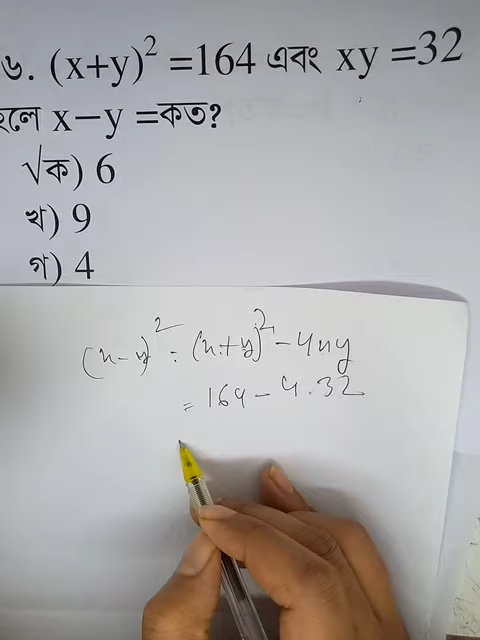 ৬. (x+y)² =164 এবং xy =32
হলে x−y =কত?
√ক) 6
খ) 9
গ) 4
(x-y)² = (x+y)² - 4xy
= 164 - 4.32